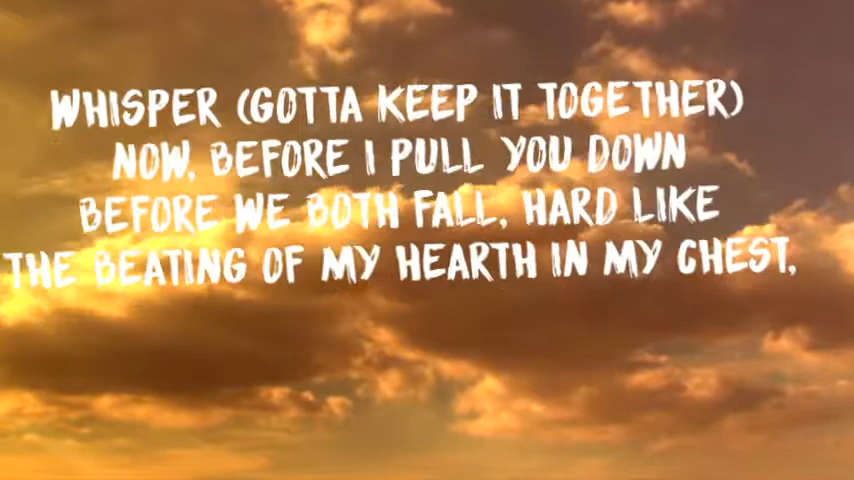 WHISPER (GOTTA KEEP IT TOGETHER)
NOW, BEFORE I PULL YOU DOWN
BEFORE WE BOTH FALL, HARD LIKE
THE BEATING OF MY HEARTH IN MY CHEST,